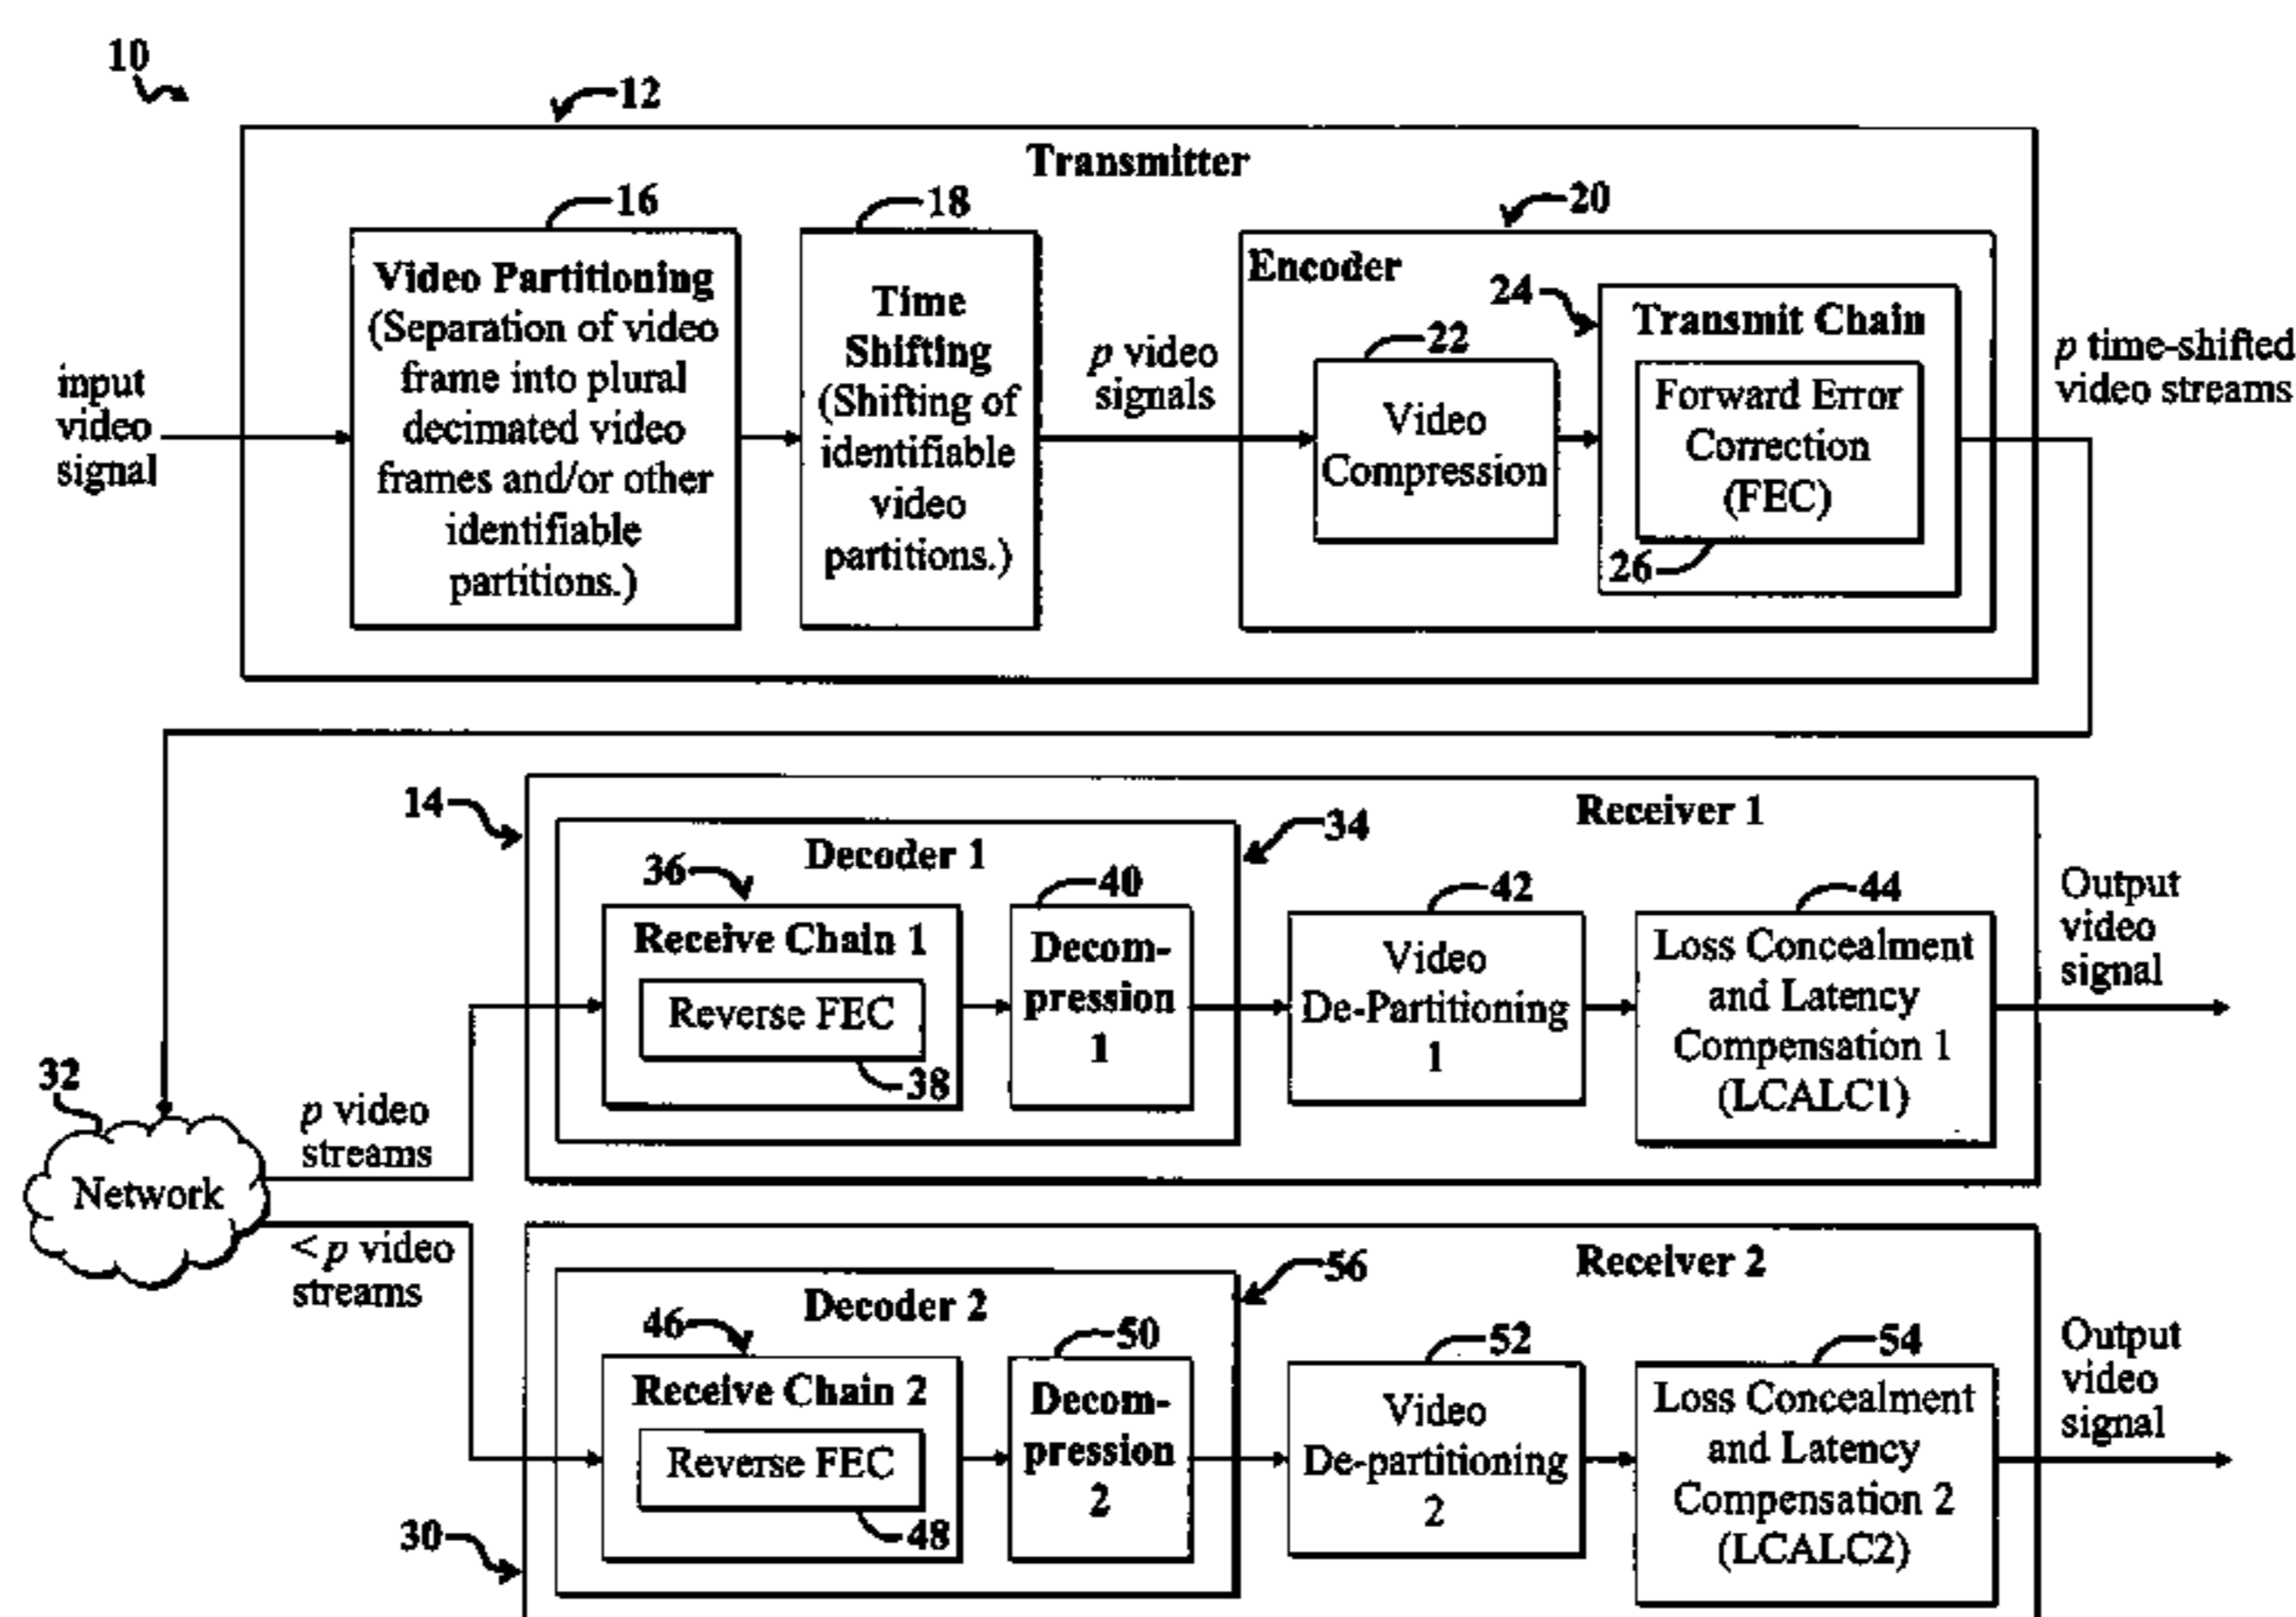 10
12
Transmitter
16
18
20
Video Partitioning
(Separation of video
frame into plural
decimated video
frames and/or other
identifiable
partitions.)
Time
Shifting
(Shifting of
identifiable
video
partitions.)
Encoder
24
Transmit Chain
22
Video
Compression
Forward Error
Correction
(FEC)
26
input
video
signal
p video
signals
p time-shifted
video streams
14
Receiver 1
34
Decoder 1
36
40
42
44
Receive Chain 1
Reverse FEC
38
Decom-
pression
1
Video
De-Partitioning
1
Loss Concealment
and Latency
Compensation 1
(LCALC1)
Output
video
signal
32
Network
p video
streams
< p video
streams
Receiver 2
56
Decoder 2
46
50
52
54
Receive Chain 2
Reverse FEC
48
Decom-
pression
2
Video
De-partitioning
2
Loss Concealment
and Latency
Compensation 2
(LCALC2)
Output
video
signal
30